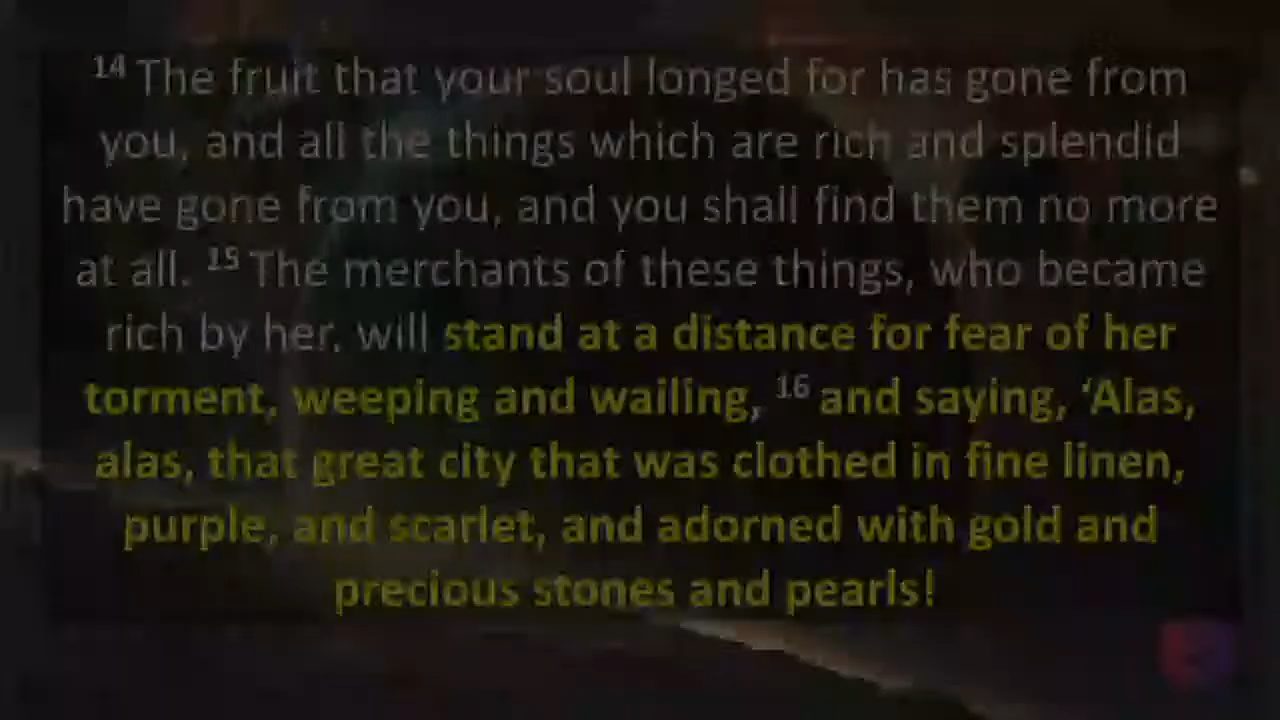 14 The fruit that your soul longed for has gone from
you, and all the things which are rich and splendid
have gone from you, and you shall find them no more
at all. 15 The merchants of these things, who became
rich by her, will stand at a distance for fear of her
torment, weeping and wailing, 16 and saying, ‘Alas,
alas, that great city that was clothed in fine linen,
purple, and scarlet, and adorned with gold and
precious stones and pearls!